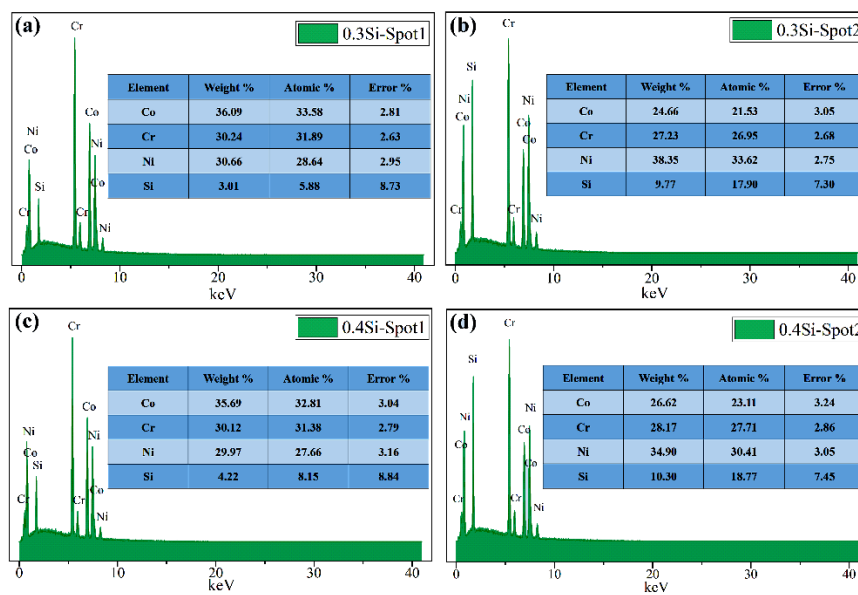 (a)
0.3Si-Spot1
Cr
Element Weight % Atomic % Error %
Co 36.09 33.58 2.81
Cr 30.24 31.89 2.63
Ni 30.66 28.64 2.95
Si 3.01 5.88 8.73
Co
Ni
Ni
Co
Si
Co
Cr
Cr
Ni
0 10 20 30 40
keV
(b)
0.3Si-Spot2
Cr
Si
Element Weight % Atomic % Error %
Co 24.66 21.53 3.05
Cr 27.23 26.95 2.68
Ni 38.35 33.62 2.75
Si 9.77 17.90 7.30
Ni
Ni
Co
Co
Co
Cr
Cr
Ni
0 10 20 30 40
keV
(c)
0.4Si-Spot1
Cr
Element Weight % Atomic % Error %
Co 35.69 32.81 3.04
Cr 30.12 31.38 2.79
Ni 29.97 27.66 3.16
Si 4.22 8.15 8.84
Co
Ni
Ni
Co
Si
Co
Cr
Cr
Ni
0 10 20 30 40
keV
(d)
0.4Si-Spot2
Cr
Si
Element Weight % Atomic % Error %
Co 26.62 23.11 3.24
Cr 28.17 27.71 2.86
Ni 34.90 30.41 3.05
Si 10.30 18.77 7.45
Ni
Ni
Co
Co
Co
Cr
Cr
Ni
0 10 20 30 40
keV